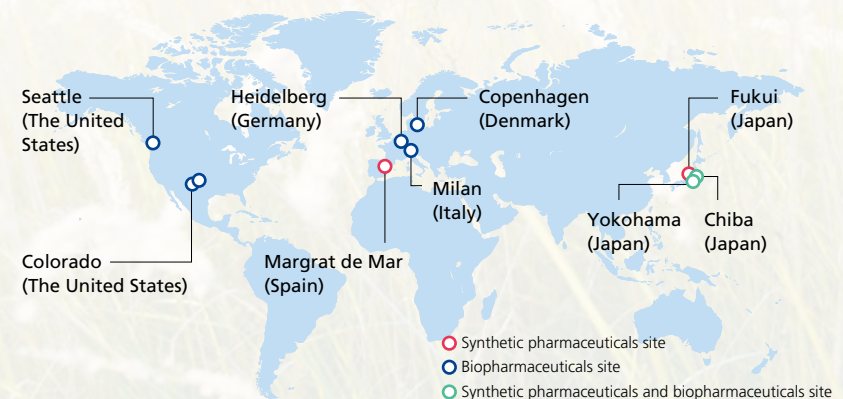 Seattle
(The United
States)
Heidelberg
(Germany)
Copenhagen
(Denmark)
Fukui
(Japan)
Milan
(Italy)
Yokohama
(Japan)
Chiba
(Japan)
Colorado
(The United States)
Margrat de Mar
(Spain)
Synthetic pharmaceuticals site
Biopharmaceuticals site
Synthetic pharmaceuticals and biopharmaceuticals site